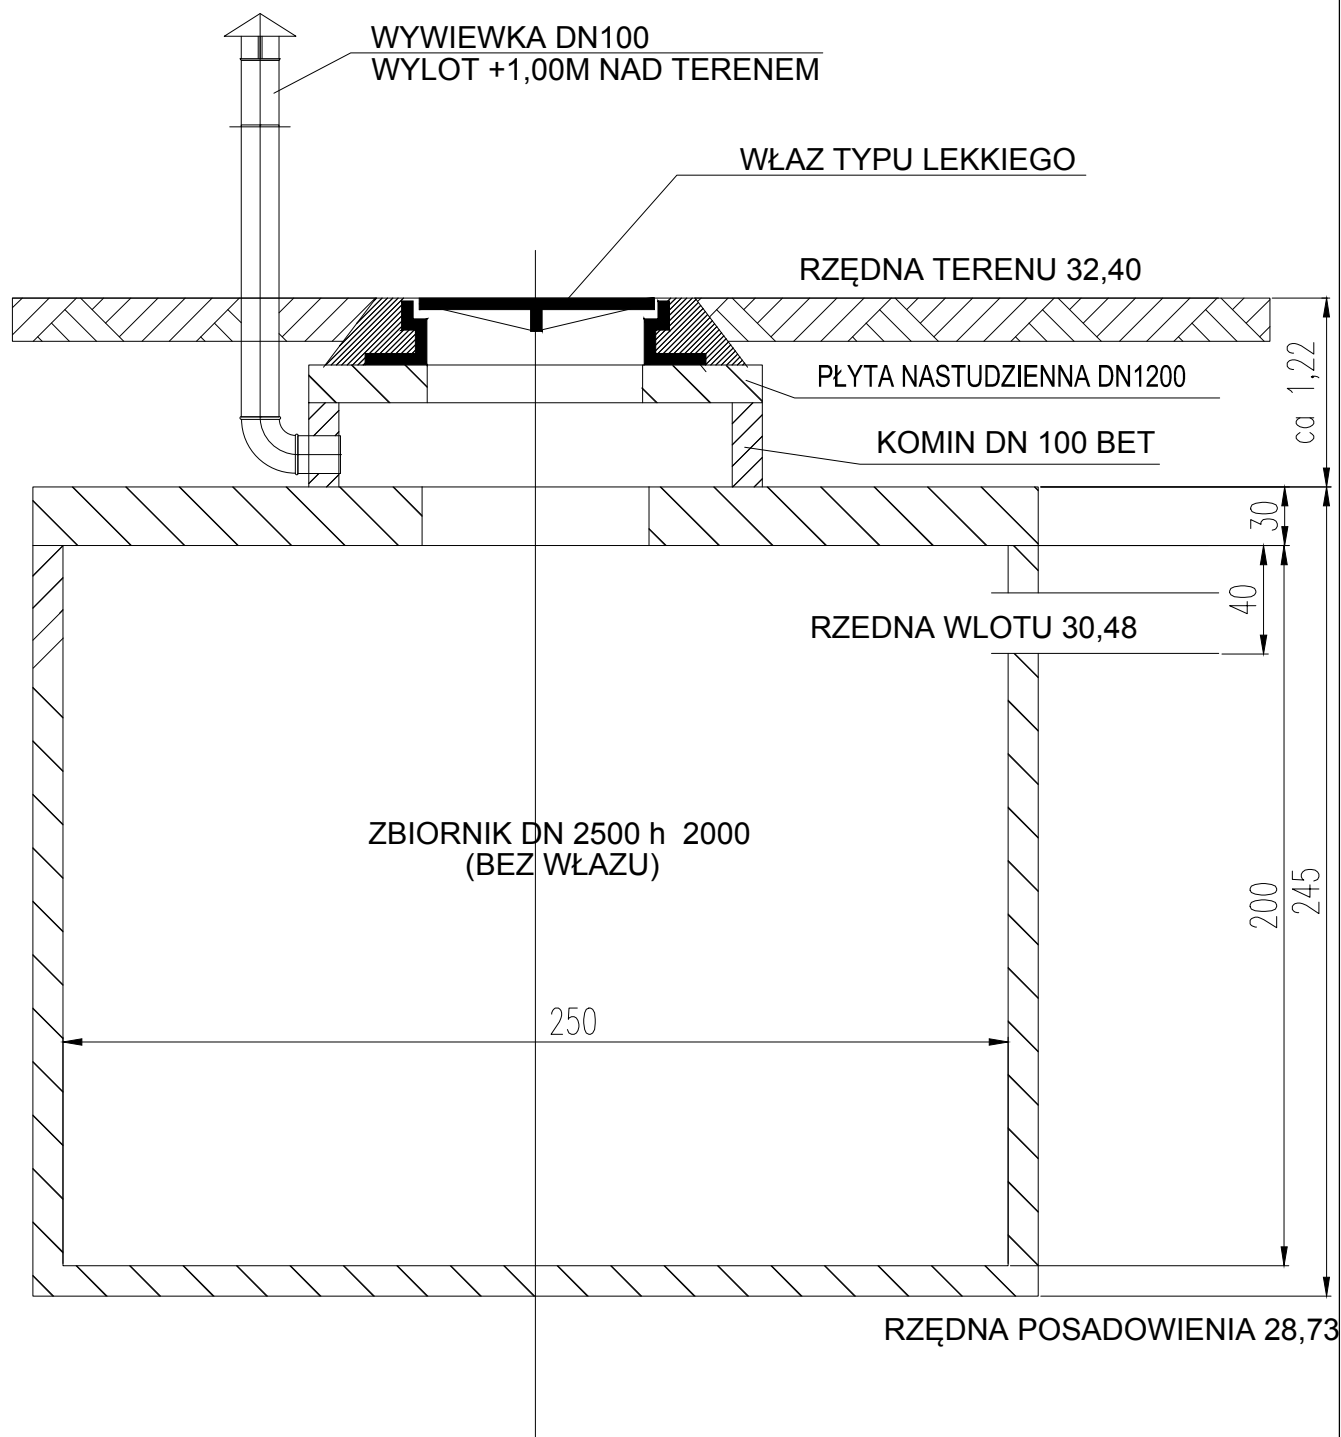 WYWIEWKA DN100
WYLOT +1,00M NAD TERENEM
WŁAZ TYPU LEKKIEGO
RZĘDNA TERENU 32,40
PŁYTA NASTUDZIENNA DN1200
ca 1,22
KOMIN DN 100 BET
30
40
RZEDNA WLOTU 30,48
ZBIORNIK DN 2500 h 2000
(BEZ WŁAZU)
200
245
250
RZĘDNA POSADOWIENIA 28,73